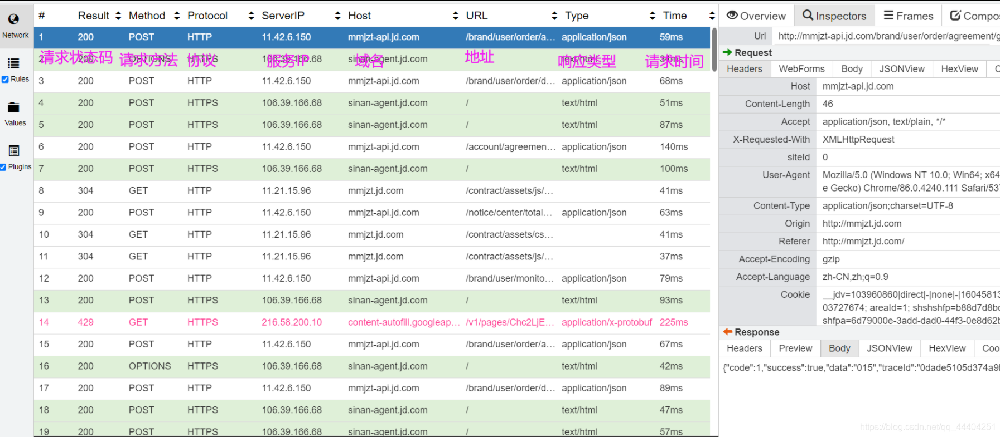 # Result Method Protocol ServerIP Host URL Type Time
1 200 POST HTTP 11.42.6.150 mmjzt-api.jd.com /brand/user/order/a... application/json 59ms
请求状态码 请求方法 协议 服务IP 域名 地址 响应类型 请求时间
2 200 OPTIONS HTTPS 106.39.166.68 sinan-agent.jd.com / text/html 34ms
3 200 POST HTTP 11.42.6.150 mmjzt-api.jd.com /brand/user/order/d... application/json 68ms
4 200 POST HTTPS 106.39.166.68 sinan-agent.jd.com / text/html 51ms
5 200 POST HTTPS 106.39.166.68 sinan-agent.jd.com / text/html 87ms
6 200 POST HTTP 11.42.6.150 mmjzt-api.jd.com /account/agreemen... application/json 140ms
7 200 POST HTTPS 106.39.166.68 sinan-agent.jd.com / text/html 100ms
8 304 GET HTTP 11.21.15.96 mmjzt.jd.com /contract/assets/js/... 41ms
9 200 POST HTTP 11.42.6.150 mmjzt-api.jd.com /notice/center/total... application/json 63ms
10 304 GET HTTP 11.21.15.96 mmjzt.jd.com /contract/assets/cs... 41ms
11 304 GET HTTP 11.21.15.96 mmjzt.jd.com /contract/assets/js/... 37ms
12 200 POST HTTP 11.42.6.150 mmjzt-api.jd.com /brand/user/monito... application/json 79ms
13 200 POST HTTPS 106.39.166.68 sinan-agent.jd.com / text/html 93ms
14 429 GET HTTPS 216.58.200.10 content-autofill.googleap... /v1/pages/Chc2LjE... application/x-protobuf 225ms
15 200 POST HTTP 11.42.6.150 mmjzt-api.jd.com /brand/user/order/a... application/json 67ms
16 200 OPTIONS HTTPS 106.39.166.68 sinan-agent.jd.com / text/html 42ms
17 200 POST HTTP 11.42.6.150 mmjzt-api.jd.com /brand/user/order/d... application/json 89ms
18 200 POST HTTPS 106.39.166.68 sinan-agent.jd.com / text/html 47ms
19 200 POST HTTPS 106.39.166.68 sinan-agent.jd.com / text/html 57ms
Network
Rules
Values
Plugins
Overview Inspectors Frames Compo
Url http://mmjzt-api.jd.com/brand/user/order/agreement/g
Request
Headers WebForms Body JSONView HexView C
Host mmjzt-api.jd.com
Content-Length 46
Accept application/json, text/plain, */*
X-Requested-With XMLHttpRequest
siteId 0
User-Agent Mozilla/5.0 (Windows NT 10.0; Win64; x64
e Gecko) Chrome/86.0.4240.111 Safari/537
Content-Type application/json;charset=UTF-8
Origin http://mmjzt.jd.com
Referer http://mmjzt.jd.com/
Accept-Encoding gzip
Accept-Language zh-CN,zh;q=0.9
Cookie __jdv=103960860|direct|-|none|-|16045813
03727674; areaId=1; shshshfp=b88d7d8bc
shfpa=6d79000e-3add-dad0-44f3-0e8d62b
Response
Headers Preview Body JSONView HexView Coo
{"code":1,"success":true,"data":"015","traceId":"0dade5105d374a9
https://blog.csdn.net/qq_44404251